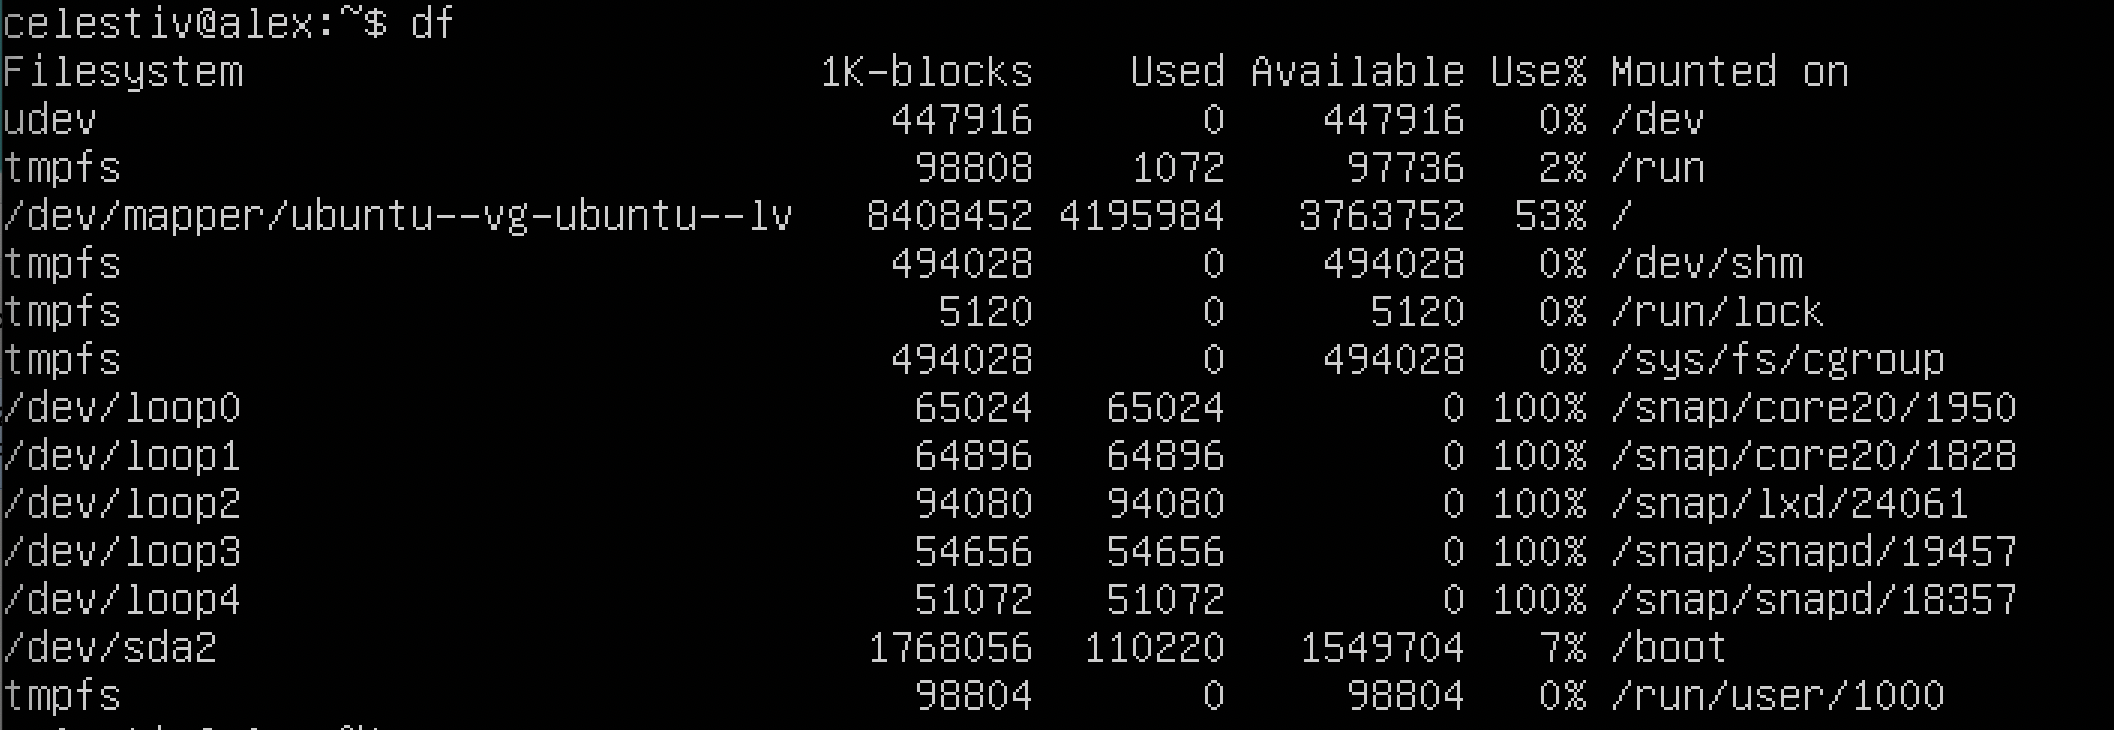 celestiv@alex:~$ df
Filesystem                        1K-blocks    Used Available Use% Mounted on
udev                                 447916       0    447916   0% /dev
tmpfs                                 98808    1072     97736   2% /run
/dev/mapper/ubuntu--vg-ubuntu--lv   8408452 4195984   3763752  53% /
tmpfs                                494028       0    494028   0% /dev/shm
tmpfs                                  5120       0      5120   0% /run/lock
tmpfs                                494028       0    494028   0% /sys/fs/cgroup
/dev/loop0                            65024   65024         0 100% /snap/core20/1950
/dev/loop1                            64896   64896         0 100% /snap/core20/1828
/dev/loop2                            94080   94080         0 100% /snap/lxd/24061
/dev/loop3                            54656   54656         0 100% /snap/snapd/19457
/dev/loop4                            51072   51072         0 100% /snap/snapd/18357
/dev/sda2                           1768056  110220   1549704   7% /boot
tmpfs                                 98804       0     98804   0% /run/user/1000